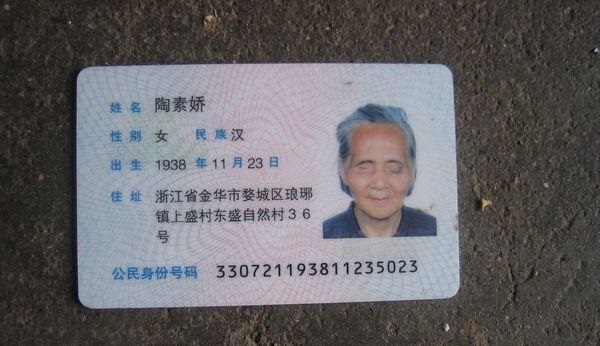 姓名 陶素娇
性别 女 民族 汉
出生 1938 年 11 月 23 日
住址 浙江省金华市婺城区琅琊
镇上盛村东盛自然村36
号
公民身份号码 330721193811235023